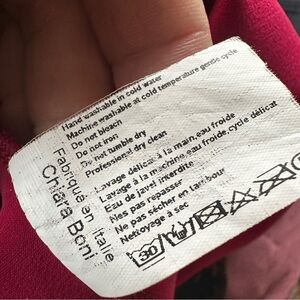 Hand washable in cold water
Machine washable at cold temperature gentle cycle
Do not bleach
Do not iron
Do not tumble dry
Professional dry clean
Lavage délicat à la main,eau froide
Lavage à la machine,eau froide,cycle délicat
Eau de javel interdite
Nes pas repasser
Ne pas sécher en tambour
Nettoyage à sec
Fabriqué en Italie
Chiara Boni
30